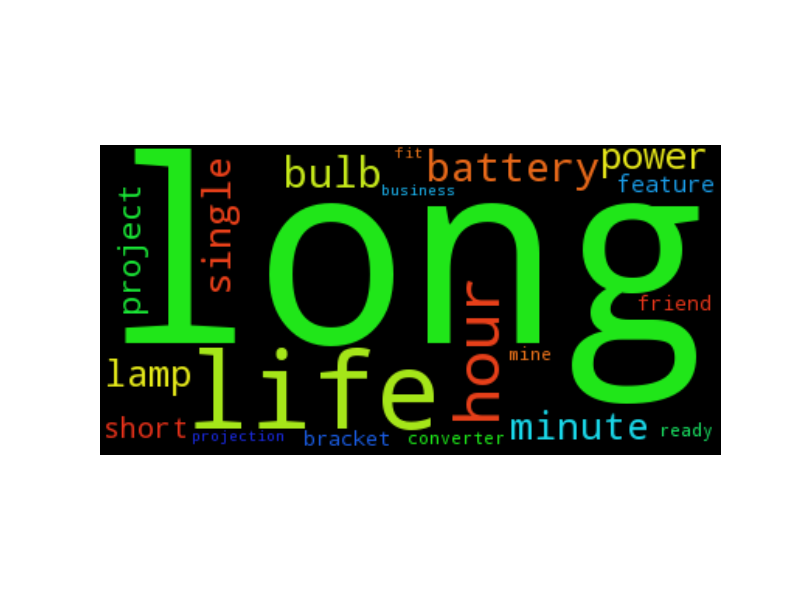 fit
bulb
battery
power
business
feature
single
project
long
friend
hour
life
mine
lamp
short
minute
ready
projection
bracket
converter